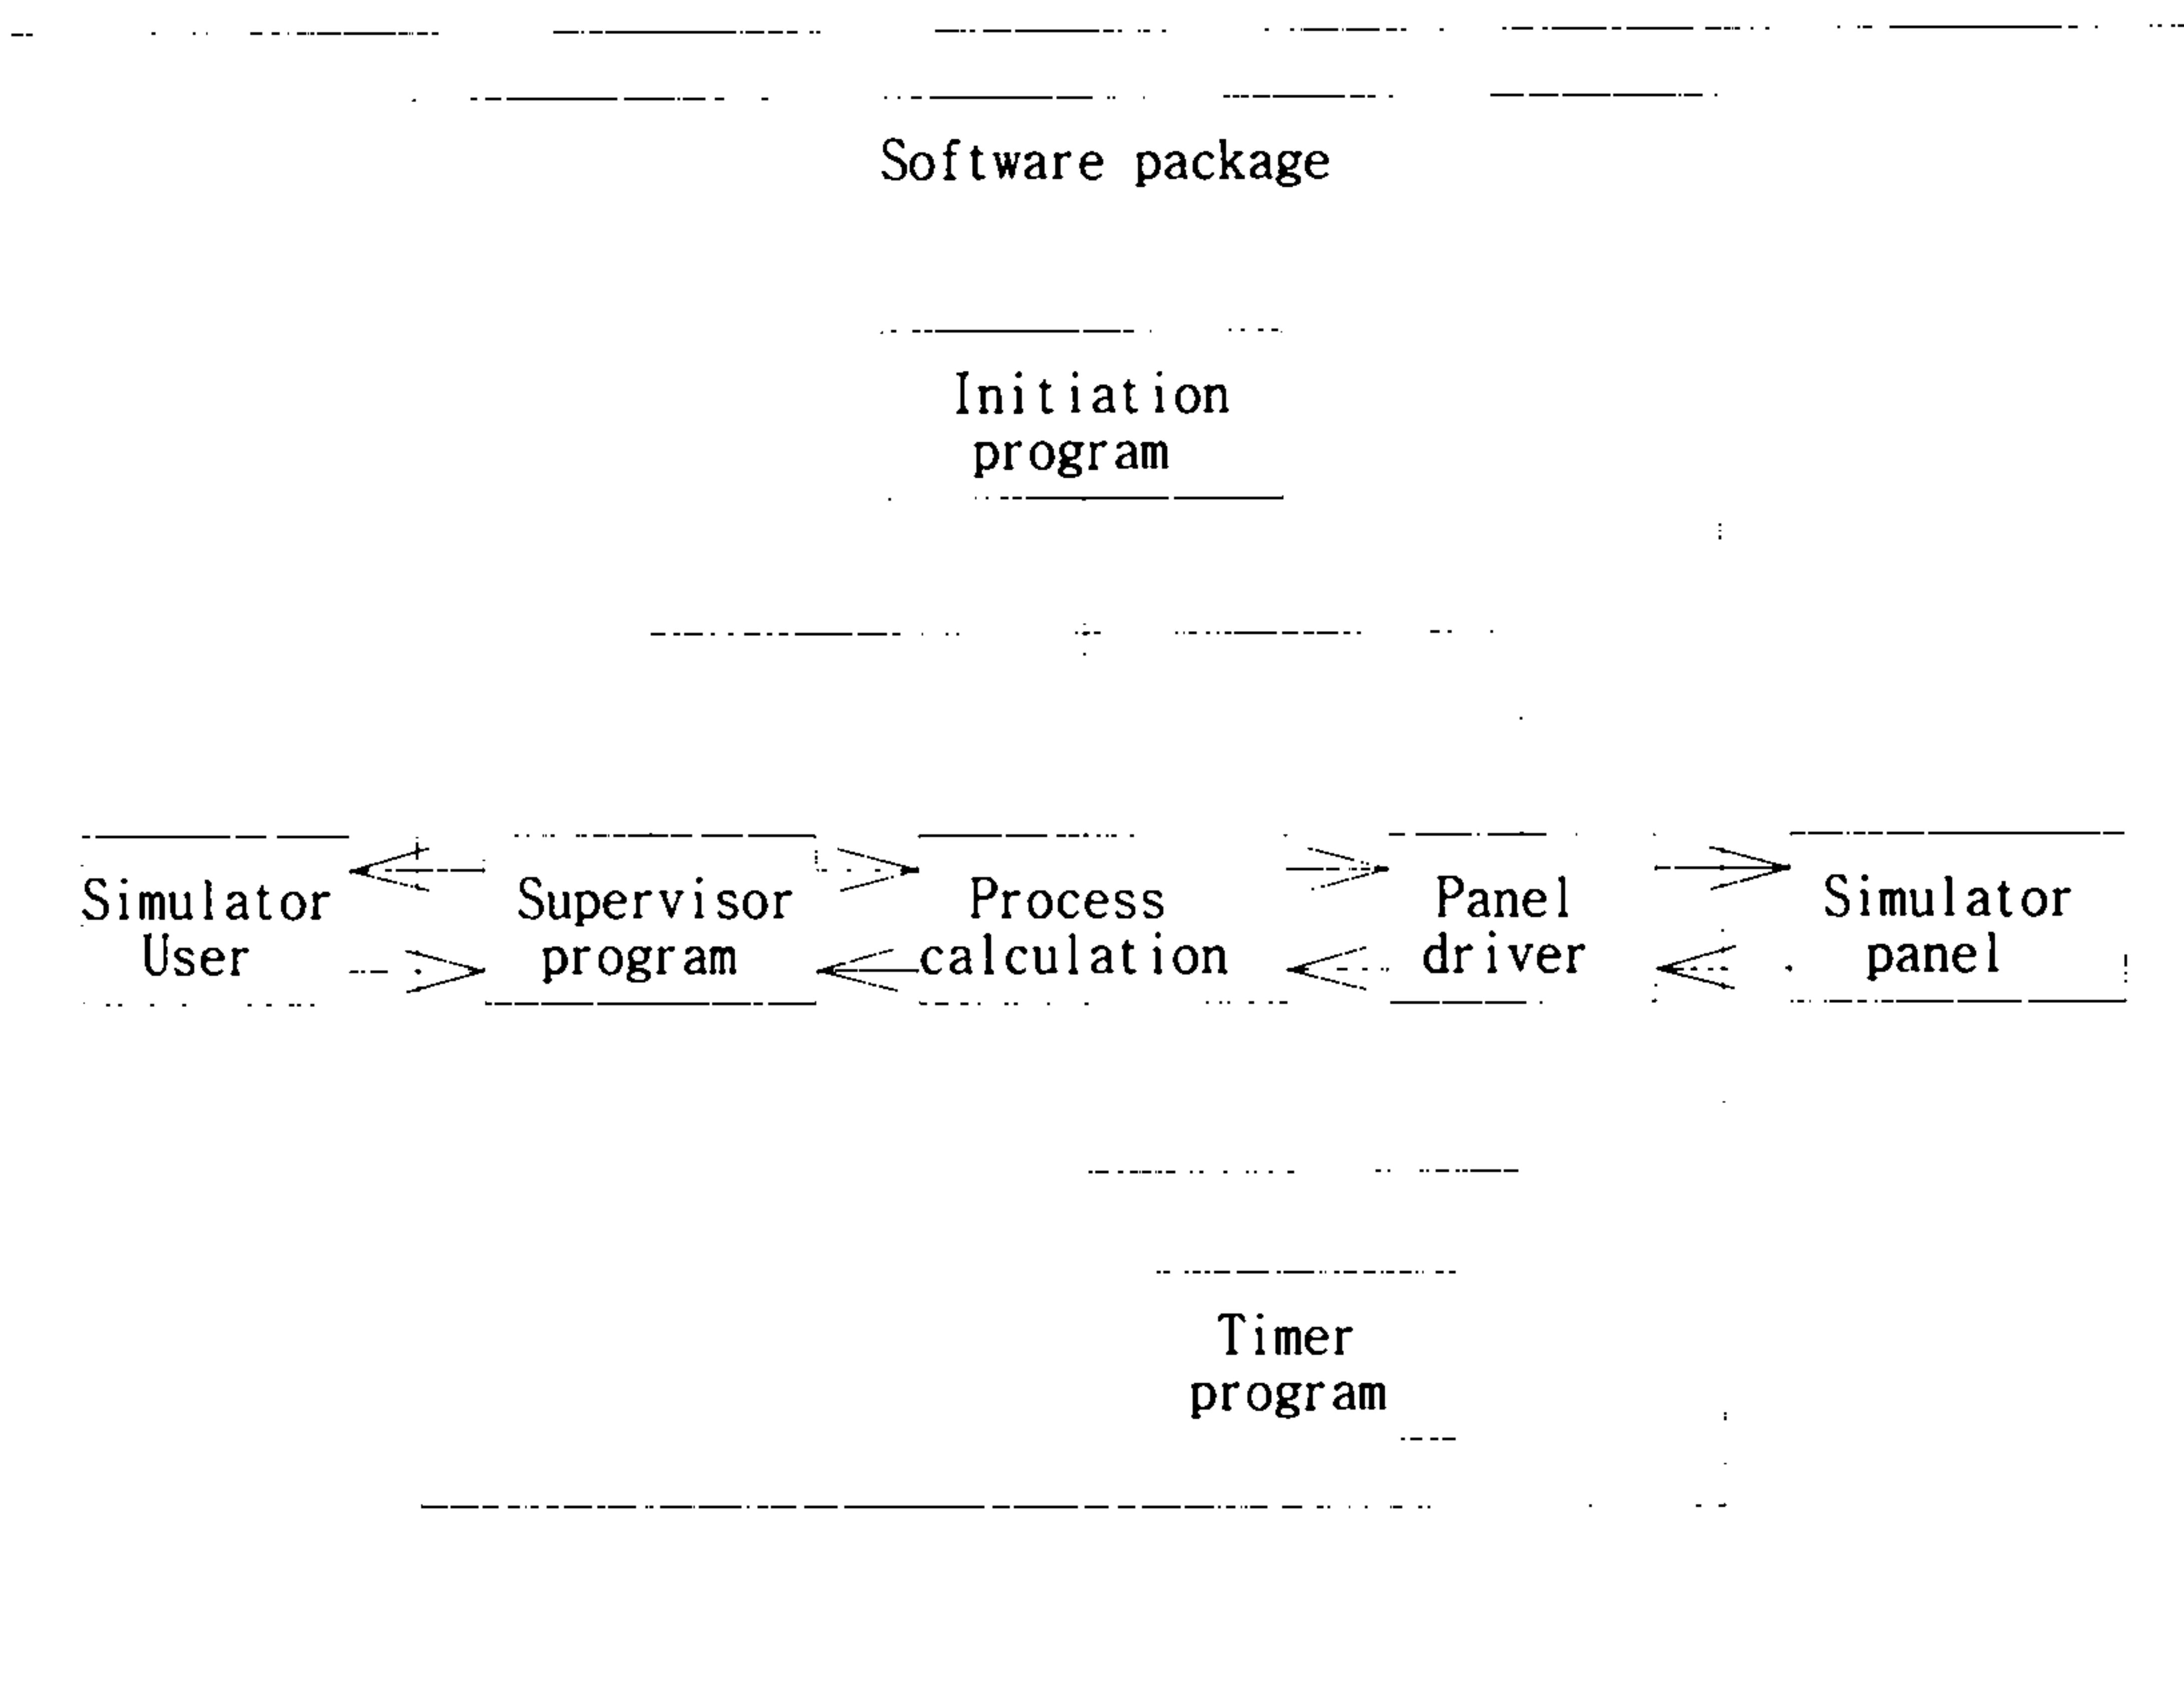 Software package
Initiation
program
Simulator
User
Supervisor
program
Process
calculation
Panel
driver
Simulator
panel
Timer
program